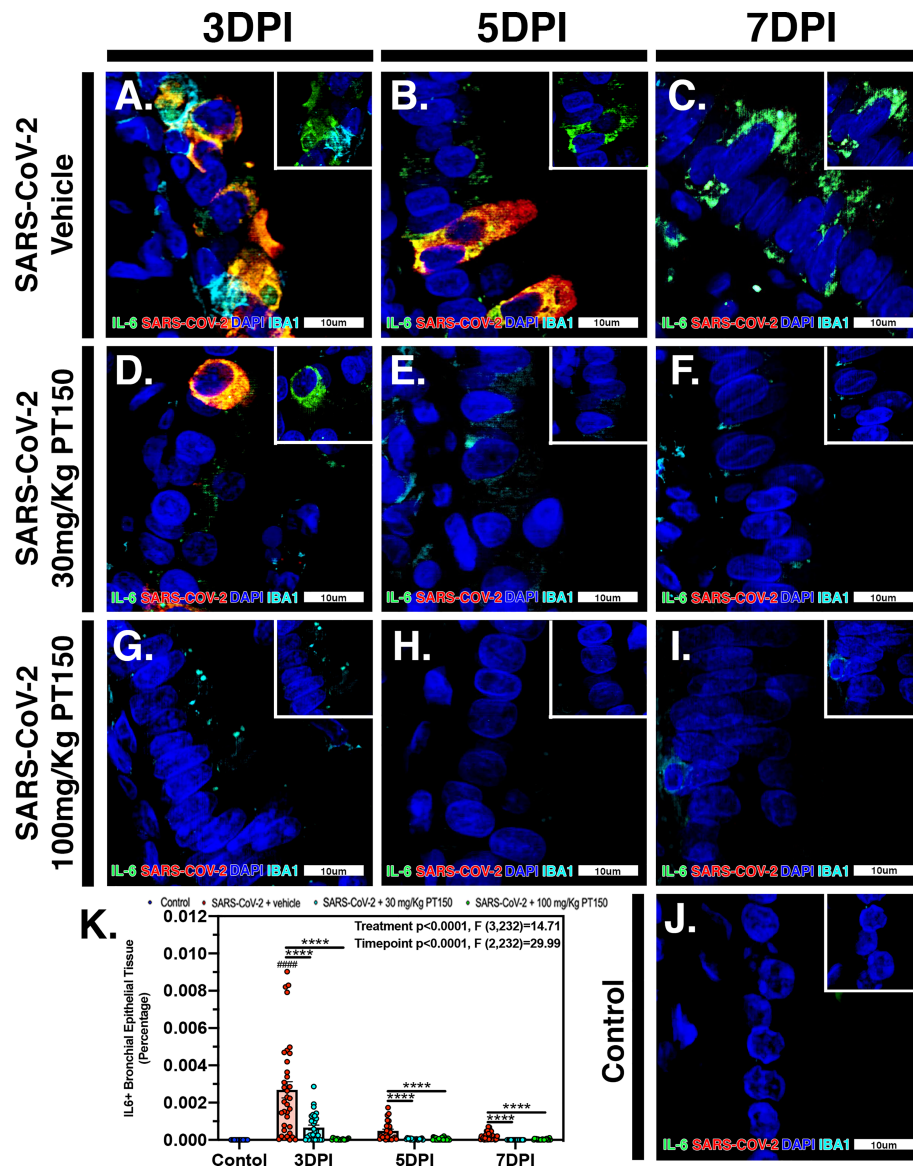 3DPI 5DPI 7DPI
SARS-CoV-2
Vehicle
A. B. C.
IL-6 SARS-COV-2 DAPI IBA1 10um
IL-6 SARS-COV-2 DAPI IBA1 10um
IL-6 SARS-COV-2 DAPI IBA1 10um
SARS-CoV-2
30mg/Kg PT150
D. E. F.
IL-6 SARS-COV-2 DAPI IBA1 10um
IL-6 SARS-COV-2 DAPI IBA1 10um
IL-6 SARS-COV-2 DAPI IBA1 10um
SARS-CoV-2
100mg/Kg PT150
G. H. I.
IL-6 SARS-COV-2 DAPI IBA1 10um
IL-6 SARS-COV-2 DAPI IBA1 10um
IL-6 SARS-COV-2 DAPI IBA1 10um
K.
Control SARS-CoV-2 + vehicle SARS-CoV-2 + 30 mg/Kg PT150 SARS-CoV-2 + 100 mg/Kg PT150
Treatment p<0.0001, F (3,232)=14.71
Timepoint p<0.0001, F (2,232)=29.99
IL6+ Bronchial Epithelial Tissue
(Percentage)
0.012
0.010
0.008
0.006
0.004
0.002
0.000
****
****
####
****
****
****
****
Contol 3DPI 5DPI 7DPI
Control
J.
IL-6 SARS-COV-2 DAPI IBA1 10um